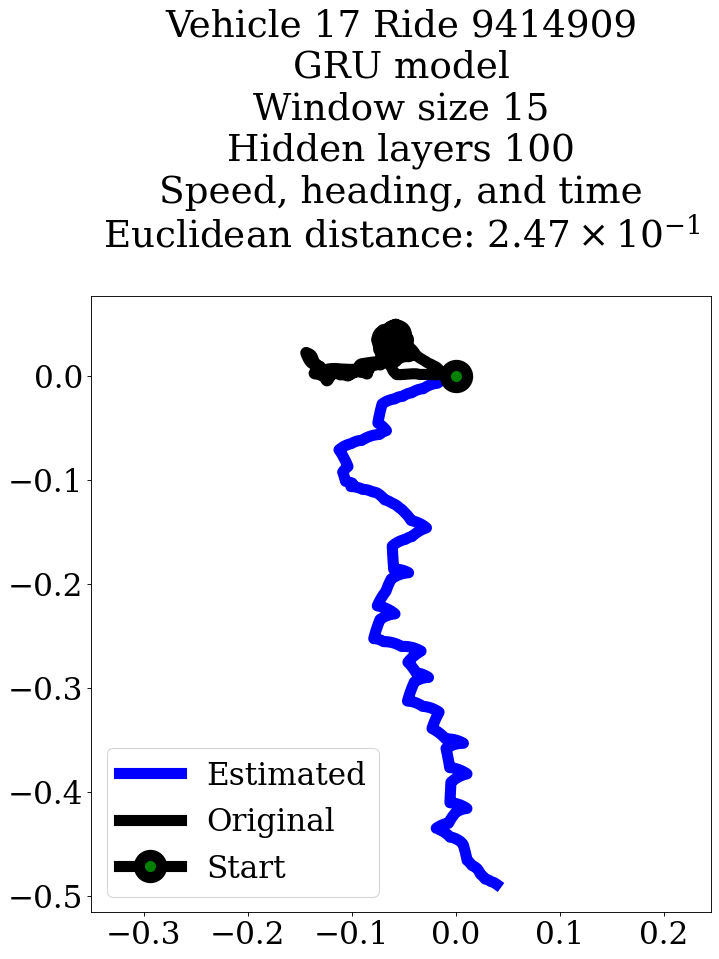 Vehicle 17 Ride 9414909
GRU model
Window size 15
Hidden layers 100
Speed, heading, and time
Euclidean distance: 2.47 × 10⁻¹
0.0
−0.1
−0.2
−0.3
−0.4
−0.5
Estimated
Original
Start
−0.3 −0.2 −0.1 0.0 0.1 0.2